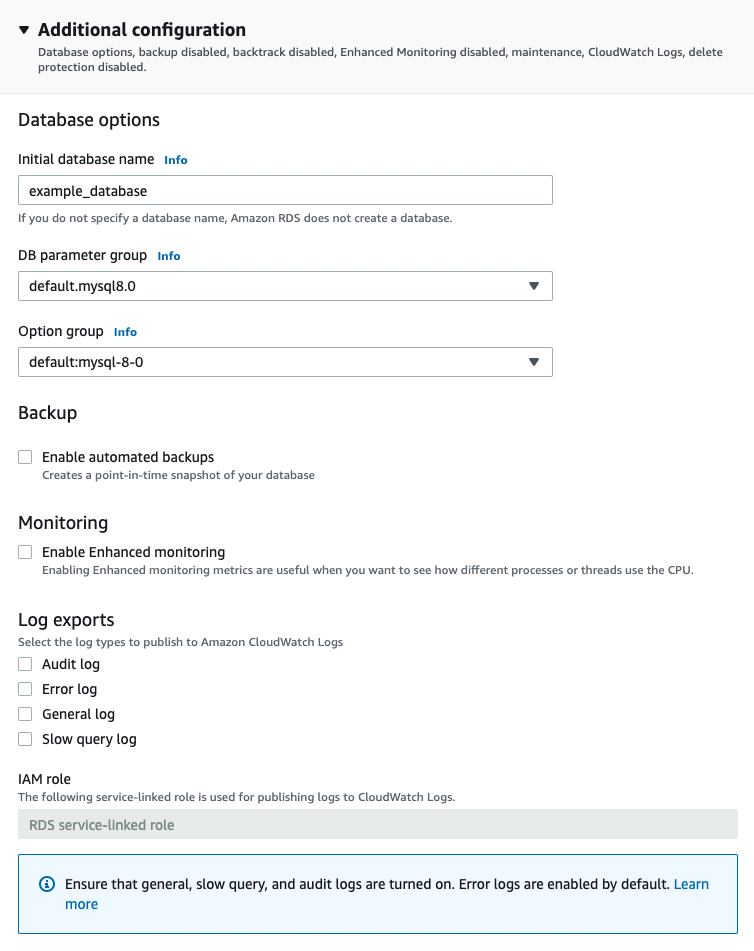 Additional configuration
Database options, backup disabled, backtrack disabled, Enhanced Monitoring disabled, maintenance, CloudWatch Logs, delete
protection disabled.
Database options
Initial database name Info
example_database
If you do not specify a database name, Amazon RDS does not create a database.
DB parameter group Info
default.mysql8.0
Option group Info
default:mysql-8-0
Backup
Enable automated backups
Creates a point-in-time snapshot of your database
Monitoring
Enable Enhanced monitoring
Enabling Enhanced monitoring metrics are useful when you want to see how different processes or threads use the CPU.
Log exports
Select the log types to publish to Amazon CloudWatch Logs
Audit log
Error log
General log
Slow query log
IAM role
The following service-linked role is used for publishing logs to CloudWatch Logs.
RDS service-linked role
Ensure that general, slow query, and audit logs are turned on. Error logs are enabled by default. Learn
more